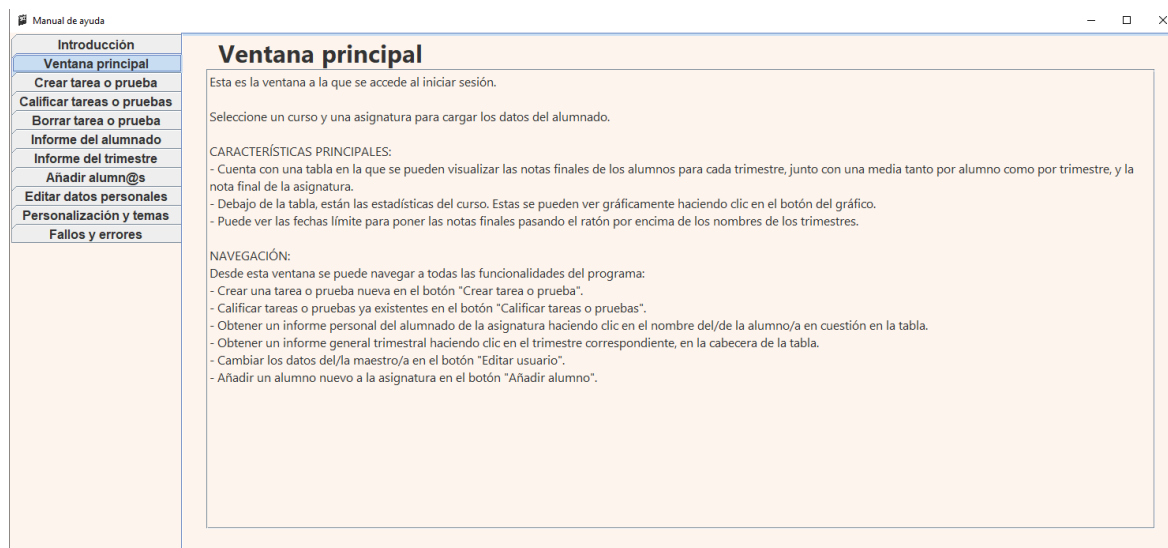 Manual de ayuda
Introducción
Ventana principal
Crear tarea o prueba
Calificar tareas o pruebas
Borrar tarea o prueba
Informe del alumnado
Informe del trimestre
Añadir alumn@s
Editar datos personales
Personalización y temas
Fallos y errores
Ventana principal
Esta es la ventana a la que se accede al iniciar sesión.
Seleccione un curso y una asignatura para cargar los datos del alumnado.
CARACTERÍSTICAS PRINCIPALES:
- Cuenta con una tabla en la que se pueden visualizar las notas finales de los alumnos para cada trimestre, junto con una media tanto por alumno como por trimestre, y la
nota final de la asignatura.
- Debajo de la tabla, están las estadísticas del curso. Estas se pueden ver gráficamente haciendo clic en el botón del gráfico.
- Puede ver las fechas límite para poner las notas finales pasando el ratón por encima de los nombres de los trimestres.
NAVEGACIÓN:
Desde esta ventana se puede navegar a todas las funcionalidades del programa:
- Crear una tarea o prueba nueva en el botón "Crear tarea o prueba".
- Calificar tareas o pruebas ya existentes en el botón "Calificar tareas o pruebas".
- Obtener un informe personal del alumnado de la asignatura haciendo clic en el nombre del/de la alumno/a en cuestión en la tabla.
- Obtener un informe general trimestral haciendo clic en el trimestre correspondiente, en la cabecera de la tabla.
- Cambiar los datos del/la maestro/a en el botón "Editar usuario".
- Añadir un alumno nuevo a la asignatura en el botón "Añadir alumno".